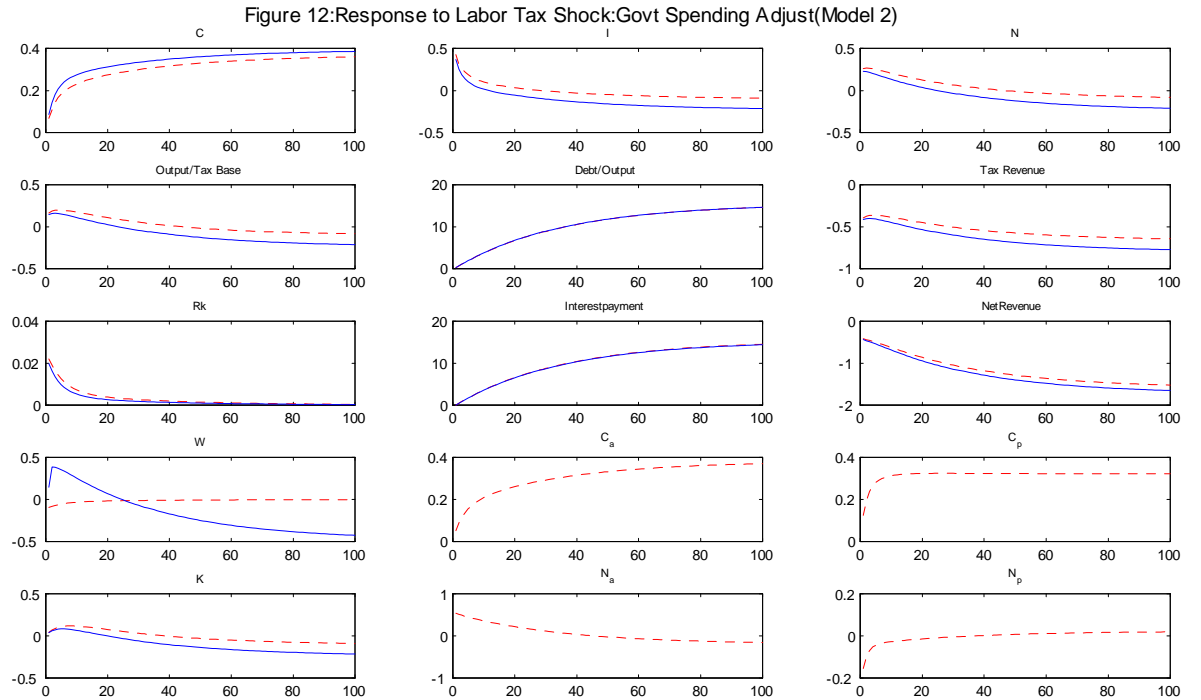 Figure 12:Response to Labor Tax Shock:Govt Spending Adjust(Model 2)
C I N
0.4 0.5 0.5
0.2 0 0
0 -0.5 -0.5
0 20 40 60 80 100 0 20 40 60 80 100 0 20 40 60 80 100
Output/Tax Base Debt/Output Tax Revenue
0.5 20 0
0 10 -0.5
-0.5 0 -1
0 20 40 60 80 100 0 20 40 60 80 100 0 20 40 60 80 100
Rk Interestpayment NetRevenue
0.04 20 0
0.02 10 -1
0 0 -2
0 20 40 60 80 100 0 20 40 60 80 100 0 20 40 60 80 100
W C_a C_p
0.5 0.4 0.4
0 0.2 0.2
-0.5 0 0
0 20 40 60 80 100 0 20 40 60 80 100 0 20 40 60 80 100
K N_a N_p
0.5 1 0.2
0 0 0
-0.5 -1 -0.2
0 20 40 60 80 100 0 20 40 60 80 100 0 20 40 60 80 100